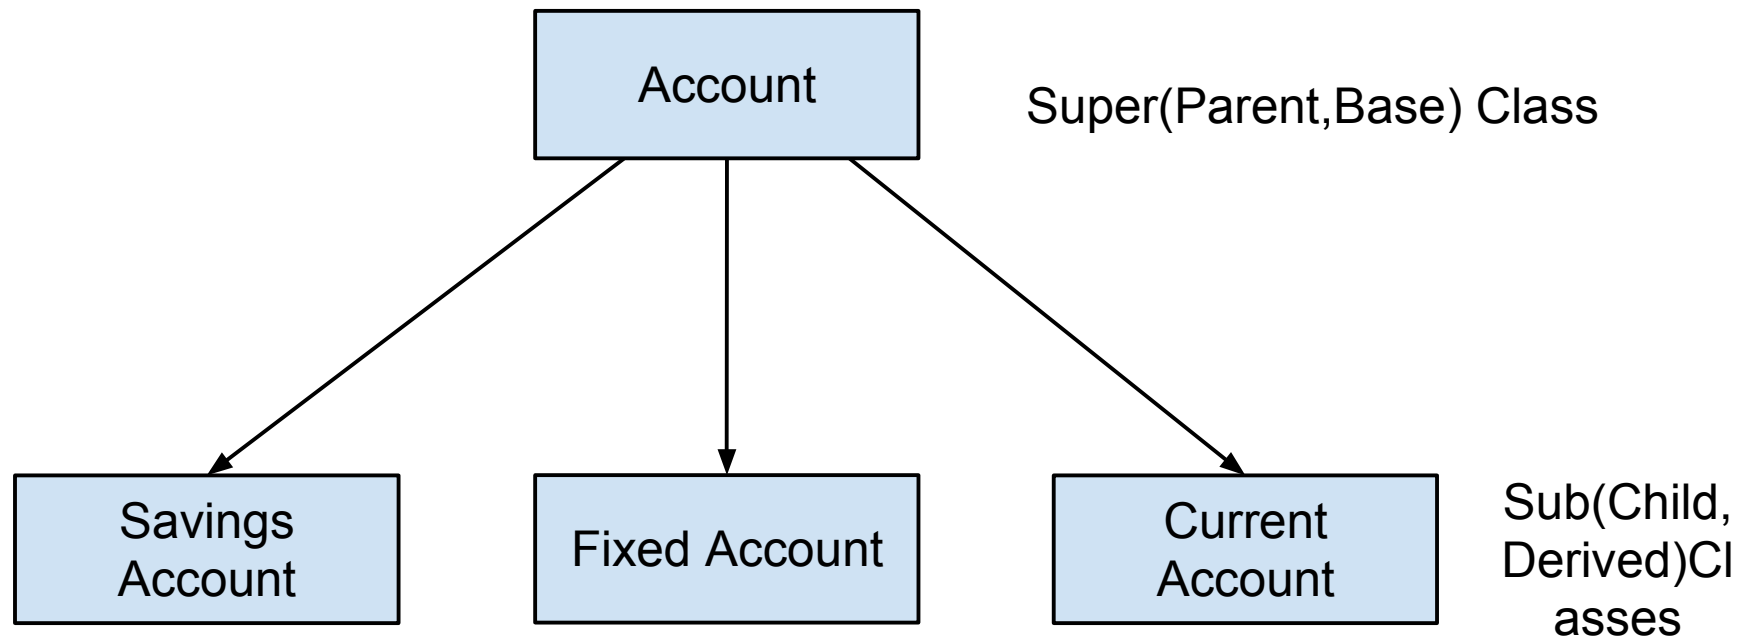 Account
Super(Parent,Base) Class
Savings
Account
Fixed Account
Current
Account
Sub(Child,
Derived)Cl
asses